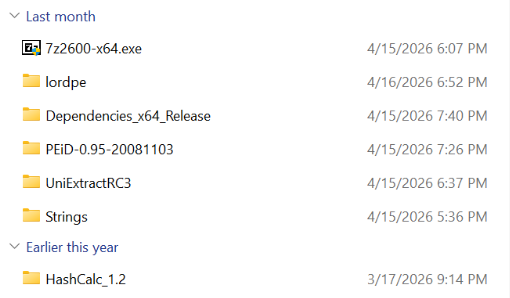 Last month
7z2600-x64.exe 4/15/2026 6:07 PM
lordpe 4/16/2026 6:52 PM
Dependencies_x64_Release 4/15/2026 7:40 PM
PEiD-0.95-20081103 4/15/2026 7:26 PM
UniExtractRC3 4/15/2026 6:37 PM
Strings 4/15/2026 5:36 PM
Earlier this year
HashCalc_1.2 3/17/2026 9:14 PM